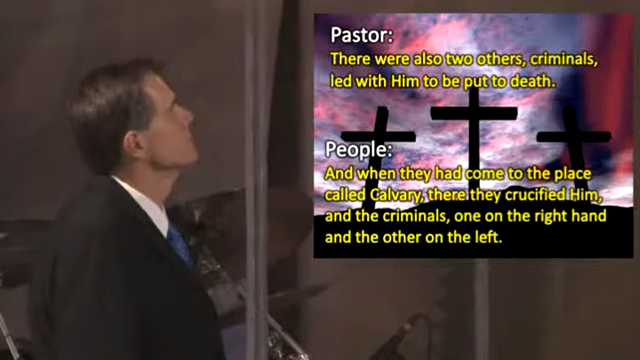 Pastor:
There were also two others, criminals,
led with Him to be put to death.
People:
And when they had come to the place
called Calvary, there they crucified Him,
and the criminals, one on the right hand
and the other on the left.